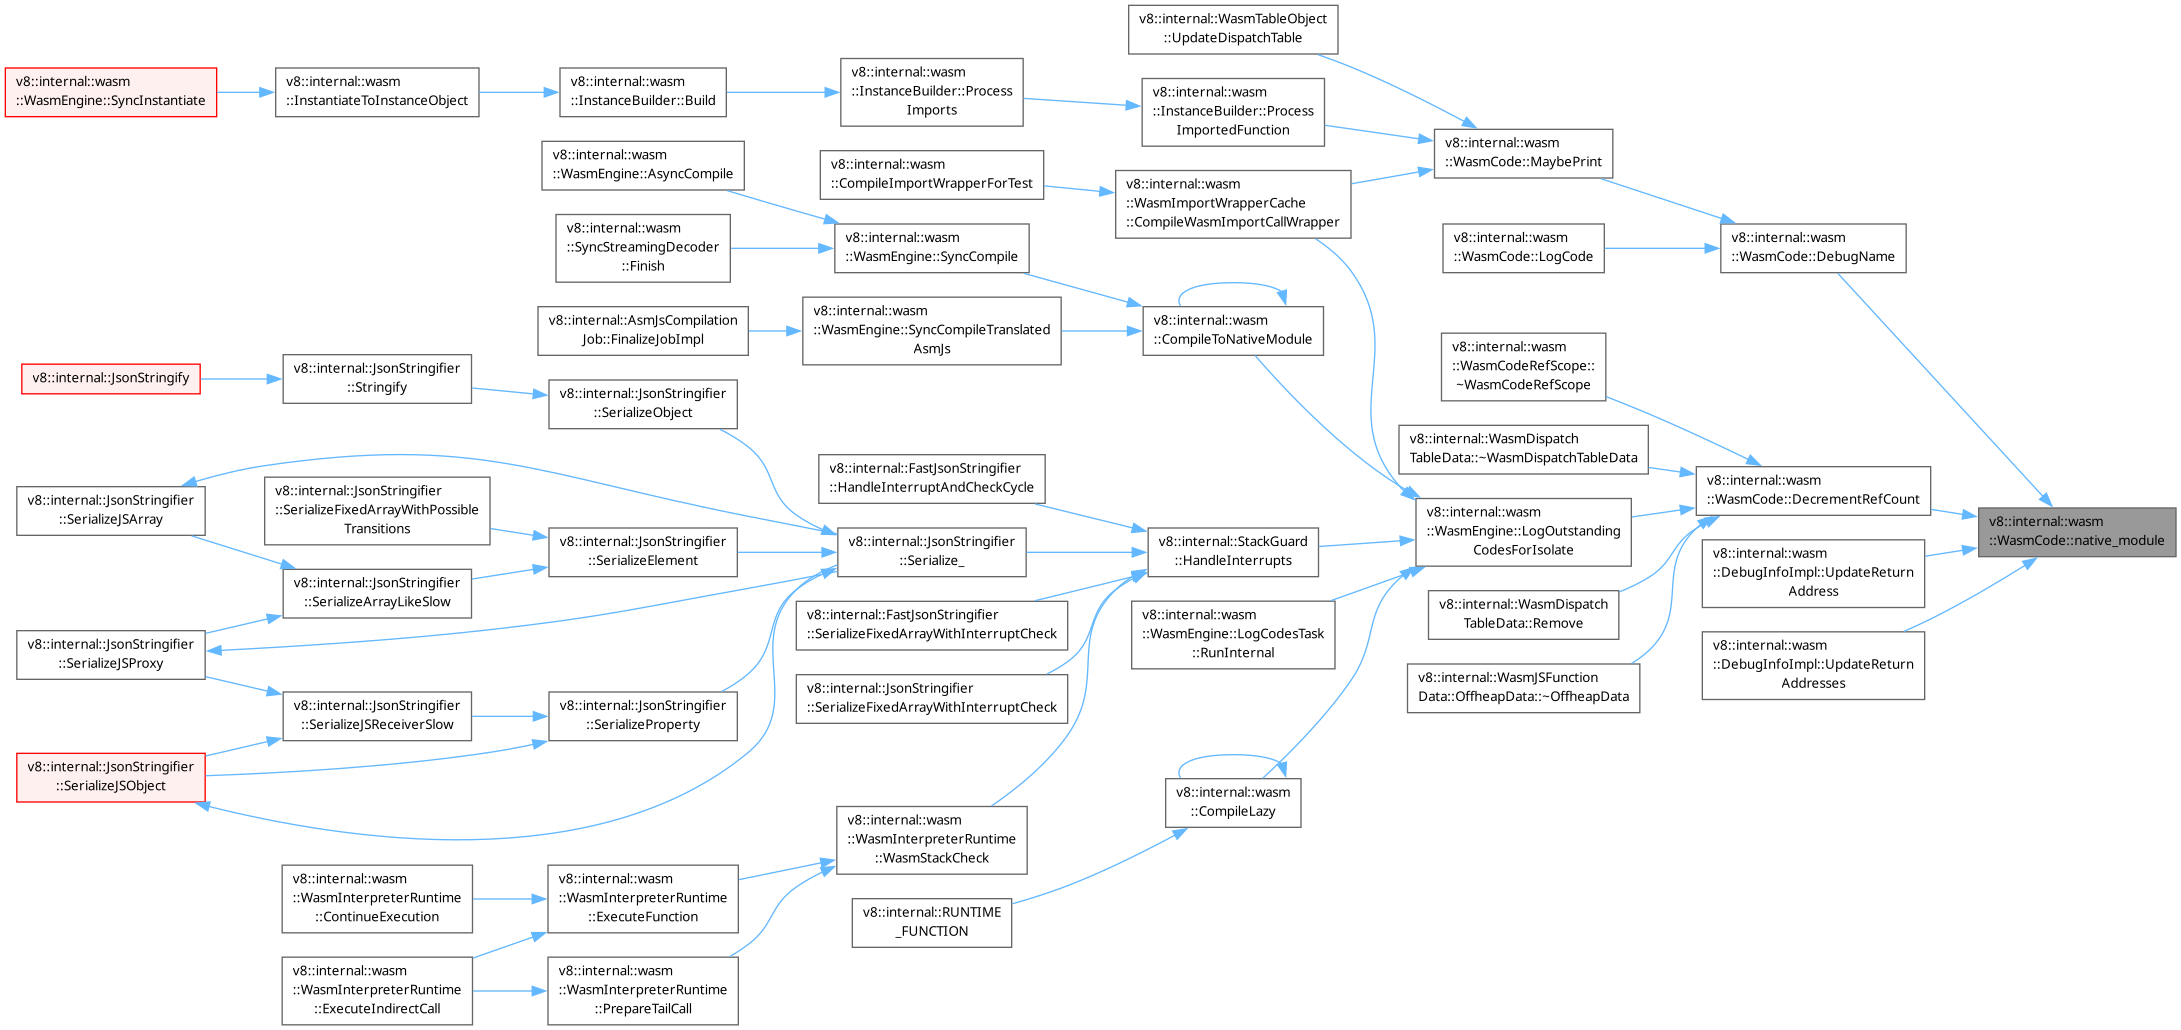 v8::internal::WasmTableObject
::UpdateDispatchTable
v8::internal::wasm
::WasmEngine::SyncInstantiate
v8::internal::wasm
::InstantiateToInstanceObject
v8::internal::wasm
::InstanceBuilder::Build
v8::internal::wasm
::InstanceBuilder::Process
Imports
v8::internal::wasm
::InstanceBuilder::Process
ImportedFunction
v8::internal::wasm
::WasmCode::MaybePrint
v8::internal::wasm
::WasmEngine::AsyncCompile
v8::internal::wasm
::CompileImportWrapperForTest
v8::internal::wasm
::WasmImportWrapperCache
::CompileWasmImportCallWrapper
v8::internal::wasm
::SyncStreamingDecoder
::Finish
v8::internal::wasm
::WasmEngine::SyncCompile
v8::internal::wasm
::WasmCode::LogCode
v8::internal::wasm
::WasmCode::DebugName
v8::internal::AsmJsCompilation
Job::FinalizeJobImpl
v8::internal::wasm
::WasmEngine::SyncCompileTranslated
AsmJs
v8::internal::wasm
::CompileToNativeModule
v8::internal::wasm
::WasmCodeRefScope::
~WasmCodeRefScope
v8::internal::JsonStringify
v8::internal::JsonStringifier
::Stringify
v8::internal::JsonStringifier
::SerializeObject
v8::internal::WasmDispatch
TableData::~WasmDispatchTableData
v8::internal::FastJsonStringifier
::HandleInterruptAndCheckCycle
v8::internal::wasm
::WasmCode::DecrementRefCount
v8::internal::JsonStringifier
::SerializeJSArray
v8::internal::JsonStringifier
::SerializeFixedArrayWithPossible
Transitions
v8::internal::wasm
::WasmEngine::LogOutstanding
CodesForIsolate
v8::internal::wasm
::WasmCode::native_module
v8::internal::JsonStringifier
::SerializeElement
v8::internal::JsonStringifier
::Serialize_
v8::internal::StackGuard
::HandleInterrupts
v8::internal::wasm
::DebugInfoImpl::UpdateReturn
Address
v8::internal::JsonStringifier
::SerializeArrayLikeSlow
v8::internal::FastJsonStringifier
::SerializeFixedArrayWithInterruptCheck
v8::internal::wasm
::WasmEngine::LogCodesTask
::RunInternal
v8::internal::WasmDispatch
TableData::Remove
v8::internal::JsonStringifier
::SerializeJSProxy
v8::internal::wasm
::DebugInfoImpl::UpdateReturn
Addresses
v8::internal::JsonStringifier
::SerializeFixedArrayWithInterruptCheck
v8::internal::WasmJSFunction
Data::OffheapData::~OffheapData
v8::internal::JsonStringifier
::SerializeJSReceiverSlow
v8::internal::JsonStringifier
::SerializeProperty
v8::internal::JsonStringifier
::SerializeJSObject
v8::internal::wasm
::CompileLazy
v8::internal::wasm
::WasmInterpreterRuntime
::WasmStackCheck
v8::internal::wasm
::WasmInterpreterRuntime
::ContinueExecution
v8::internal::wasm
::WasmInterpreterRuntime
::ExecuteFunction
v8::internal::RUNTIME
_FUNCTION
v8::internal::wasm
::WasmInterpreterRuntime
::ExecuteIndirectCall
v8::internal::wasm
::WasmInterpreterRuntime
::PrepareTailCall